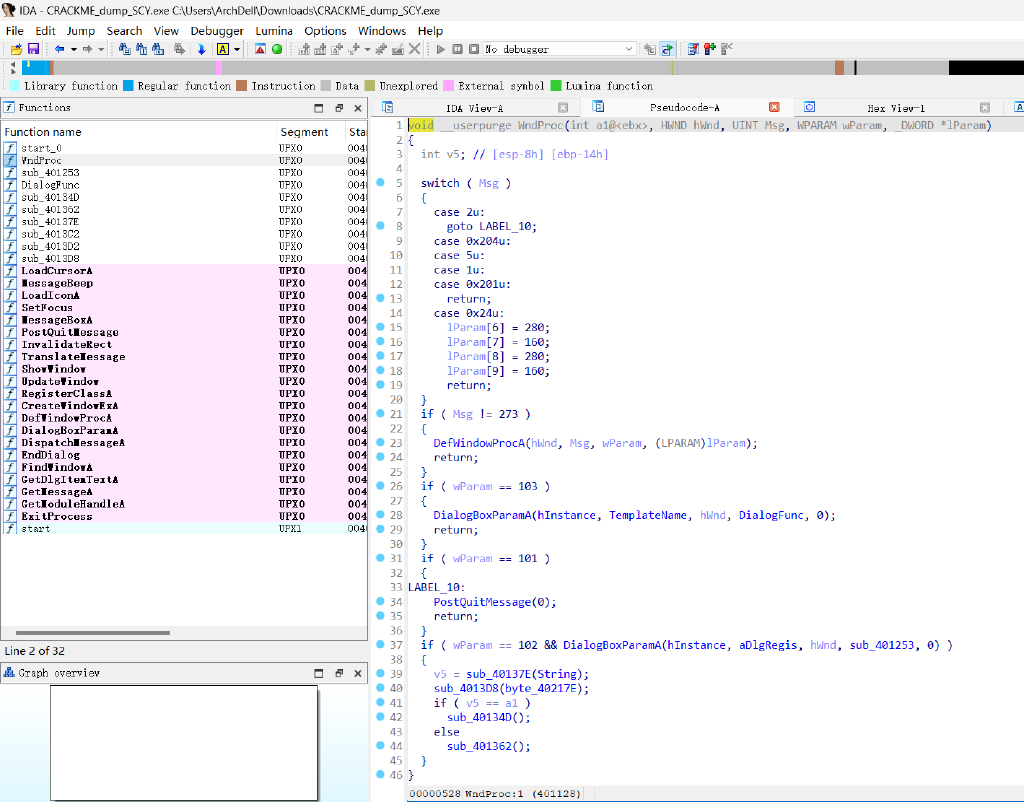 IDA - CRACKME_dump_SCY.exe C:\Users\ArchDell\Downloads\CRACKME_dump_SCY.exe
File Edit Jump Search View Debugger Lumina Options Windows Help
No debugger
Library function Regular function Instruction Data Unexplored External symbol Lumina function
Functions
Function name Segment Sta
start_0 UPX0 004
WndProc UPX0 004
sub_401253 UPX0 004
DialogFunc UPX0 004
sub_40134D UPX0 004
sub_401362 UPX0 004
sub_40137E UPX0 004
sub_4013C2 UPX0 004
sub_4013D2 UPX0 004
sub_4013D8 UPX0 004
LoadCursorA UPX0 004
MessageBeep UPX0 004
LoadIconA UPX0 004
SetFocus UPX0 004
MessageBoxA UPX0 004
PostQuitMessage UPX0 004
InvalidateRect UPX0 004
TranslateMessage UPX0 004
ShowWindow UPX0 004
UpdateWindow UPX0 004
RegisterClassA UPX0 004
CreateWindowExA UPX0 004
DefWindowProcA UPX0 004
DialogBoxParamA UPX0 004
DispatchMessageA UPX0 004
EndDialog UPX0 004
FindWindowA UPX0 004
GetDlgItemTextA UPX0 004
GetMessageA UPX0 004
GetModuleHandleA UPX0 004
ExitProcess UPX0 004
start UPX1 004
Line 2 of 32
Graph overview
IDA View-A Pseudocode-A Hex View-1
1 void __userpurge WndProc(int a1@<ebx>, HWND hWnd, UINT Msg, WPARAM wParam, _DWORD *lParam)
2 {
3 int v5; // [esp-8h] [ebp-14h]
4
5 switch ( Msg )
6 {
7 case 2u:
8 goto LABEL_10;
9 case 0x204u:
10 case 5u:
11 case 1u:
12 case 0x201u:
13 return;
14 case 0x24u:
15 lParam[6] = 280;
16 lParam[7] = 160;
17 lParam[8] = 280;
18 lParam[9] = 160;
19 return;
20 }
21 if ( Msg != 273 )
22 {
23 DefWindowProcA(hWnd, Msg, wParam, (LPARAM)lParam);
24 return;
25 }
26 if ( wParam == 103 )
27 {
28 DialogBoxParamA(hInstance, TemplateName, hWnd, DialogFunc, 0);
29 return;
30 }
31 if ( wParam == 101 )
32 {
33 LABEL_10:
34 PostQuitMessage(0);
35 return;
36 }
37 if ( wParam == 102 && DialogBoxParamA(hInstance, aDlgRegis, hWnd, sub_401253, 0) )
38 {
39 v5 = sub_40137E(String);
40 sub_4013D8(byte_40217E);
41 if ( v5 == a1 )
42 sub_40134D();
43 else
44 sub_401362();
45 }
46 }
00000528 WndProc:1 (401128)